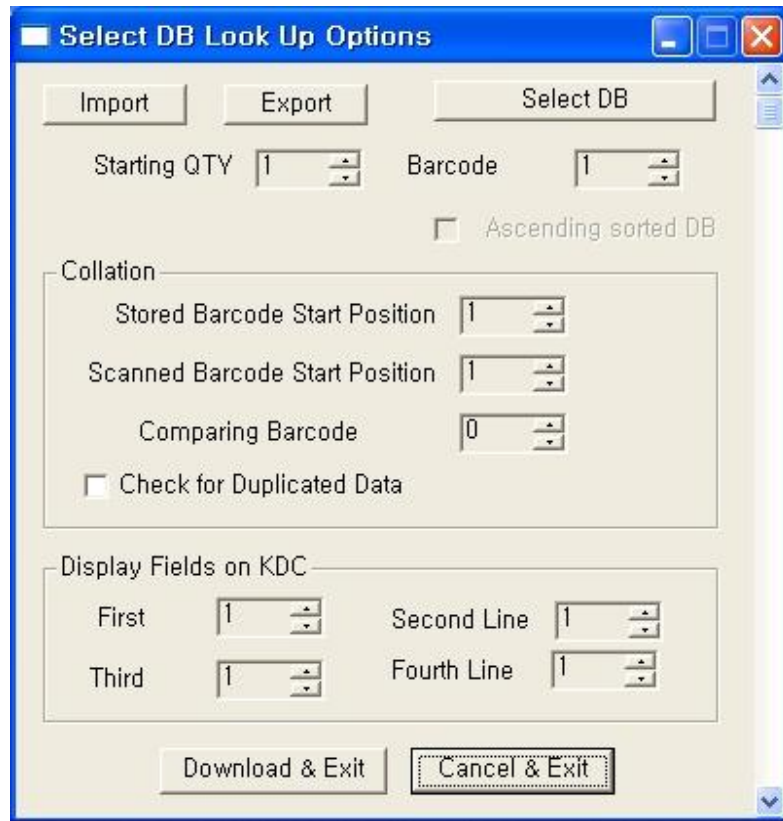 Select DB Look Up Options
Import Export Select DB
Starting QTY 1 Barcode 1
Ascending sorted DB
Collation
Stored Barcode Start Position 1
Scanned Barcode Start Position 1
Comparing Barcode 0
Check for Duplicated Data
Display Fields on KDC
First 1 Second Line 1
Third 1 Fourth Line 1
Download & Exit Cancel & Exit